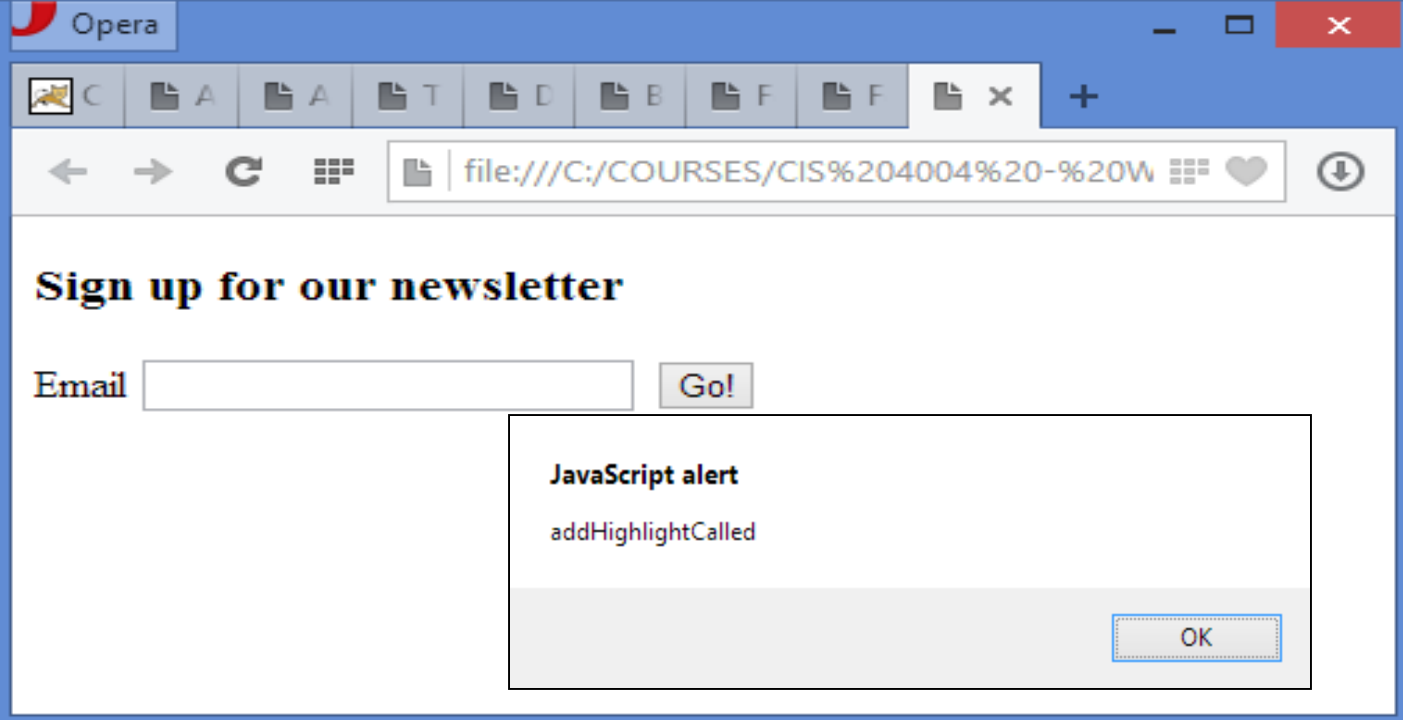 Opera
C A A T D B F F
file:///C:/COURSES/CIS%204004%20-%20W
Sign up for our newsletter
Email Go!
JavaScript alert
addHighlightCalled
OK